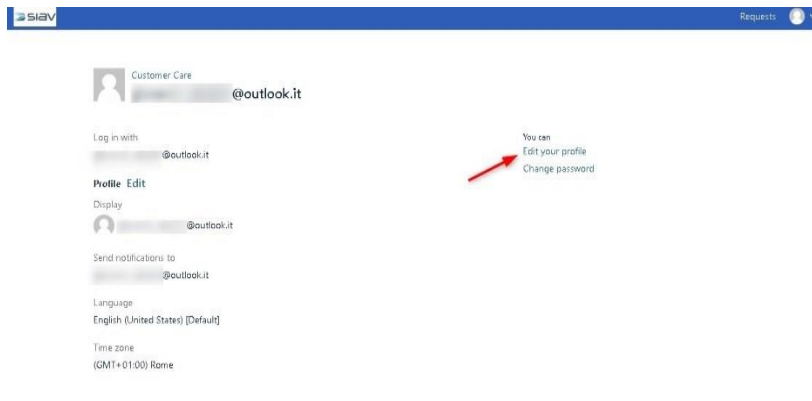 siav
Requests
Customer Care
@outlook.it
Log in with
@outlook.it
Profile Edit
Display
@outlook.it
Send notifications to
@outlook.it
Language
English (United States) [Default]
Time zone
(GMT+01:00) Rome
You can
Edit your profile
Change password